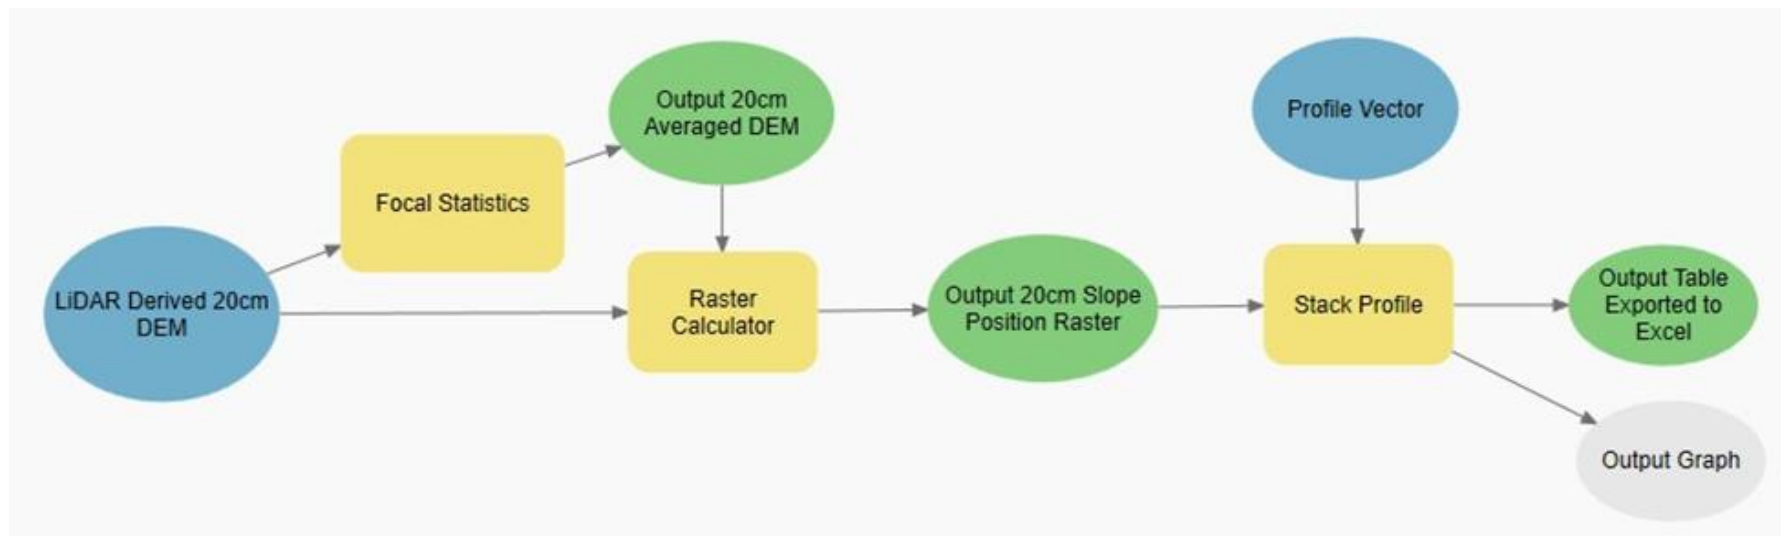 Output 20cm
Averaged DEM
Profile Vector
Focal Statistics
LiDAR Derived 20cm
DEM
Raster
Calculator
Output 20cm Slope
Position Raster
Stack Profile
Output Table
Exported to
Excel
Output Graph